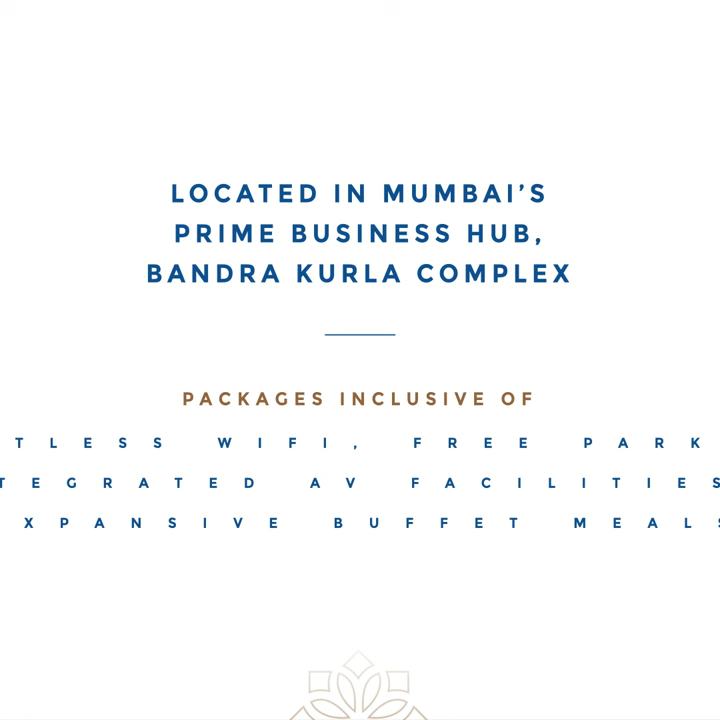 LOCATED IN MUMBAI’S
PRIME BUSINESS HUB,
BANDRA KURLA COMPLEX
PACKAGES INCLUSIVE OF
TLESS WIFI, FREE PARK
TEGRATED AV FACILITIES
XPANSIVE BUFFET MEALS